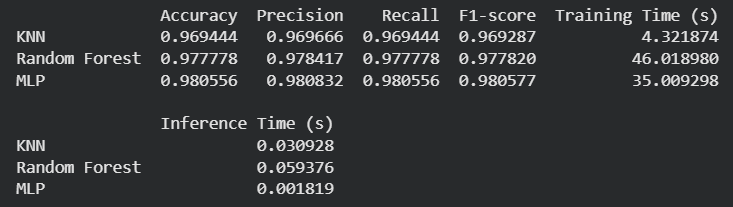 Accuracy Precision Recall F1-score Training Time (s)
KNN 0.969444 0.969666 0.969444 0.969287 4.321874
Random Forest 0.977778 0.978417 0.977778 0.977820 46.018980
MLP 0.980556 0.980832 0.980556 0.980577 35.009298
Inference Time (s)
KNN 0.030928
Random Forest 0.059376
MLP 0.001819